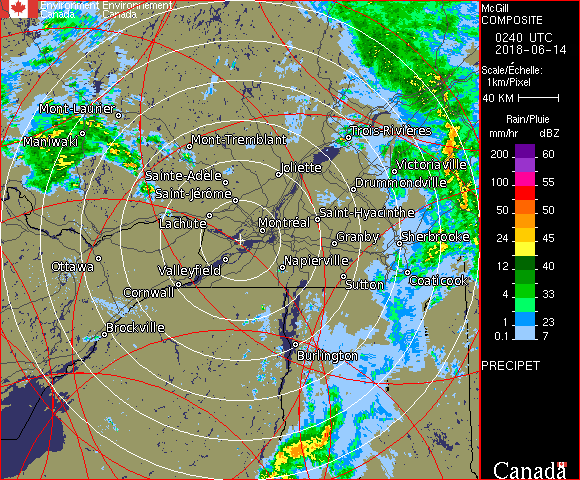 Environment Environnement
Canada Canada
McGill
COMPOSITE
0240 UTC
2018-06-14
Scale/Échelle:
1km/Pixel
40 KM
Rain/Pluie
mm/hr dBZ
200 60
100 55
50 50
24 45
12 40
4 33
1 23
0.1 7
PRECIPET
Canada
Mont-Laurier
Maniwaki
Mont-Tremblant
Trois-Rivières
Joliette
Victoriaville
Sainte-Adèle
Drummondville
Saint-Jérôme
Saint-Hyacinthe
Lachute
Montréal
Granby
Sherbrooke
Ottawa
Valleyfield
Napierville
Coaticook
Sutton
Cornwall
Brockville
Burlington